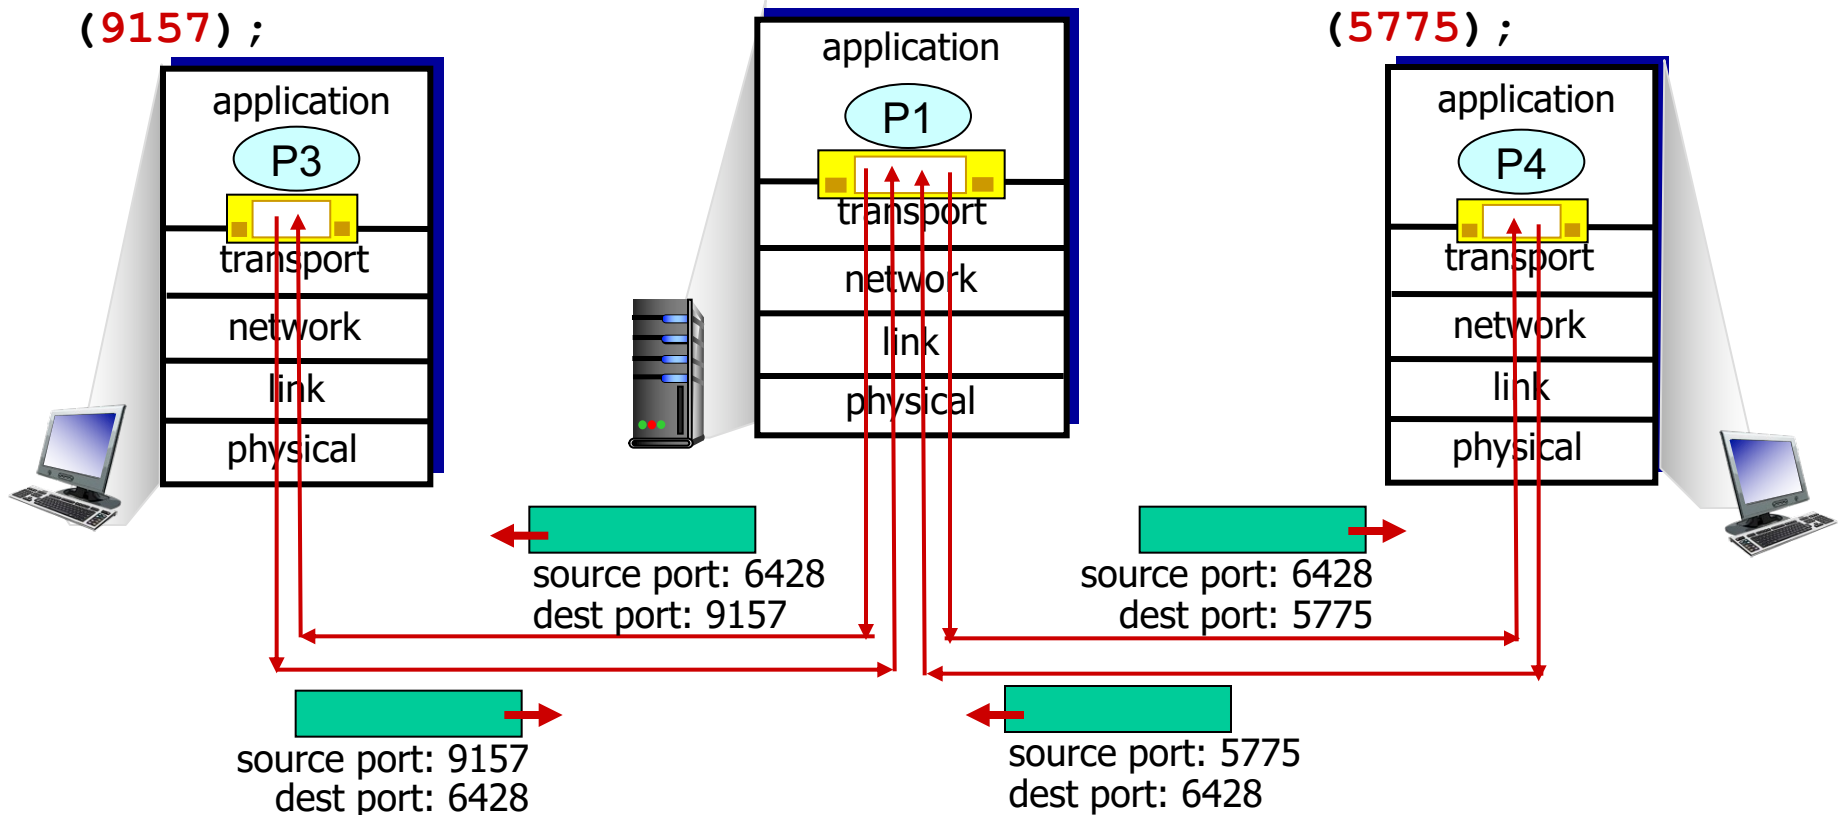 (9157);
application
P3
transport
network
link
physical
application
P1
transport
network
link
physical
(5775);
application
P4
transport
network
link
physical
source port: 6428
dest port: 9157
source port: 6428
dest port: 5775
source port: 9157
dest port: 6428
source port: 5775
dest port: 6428